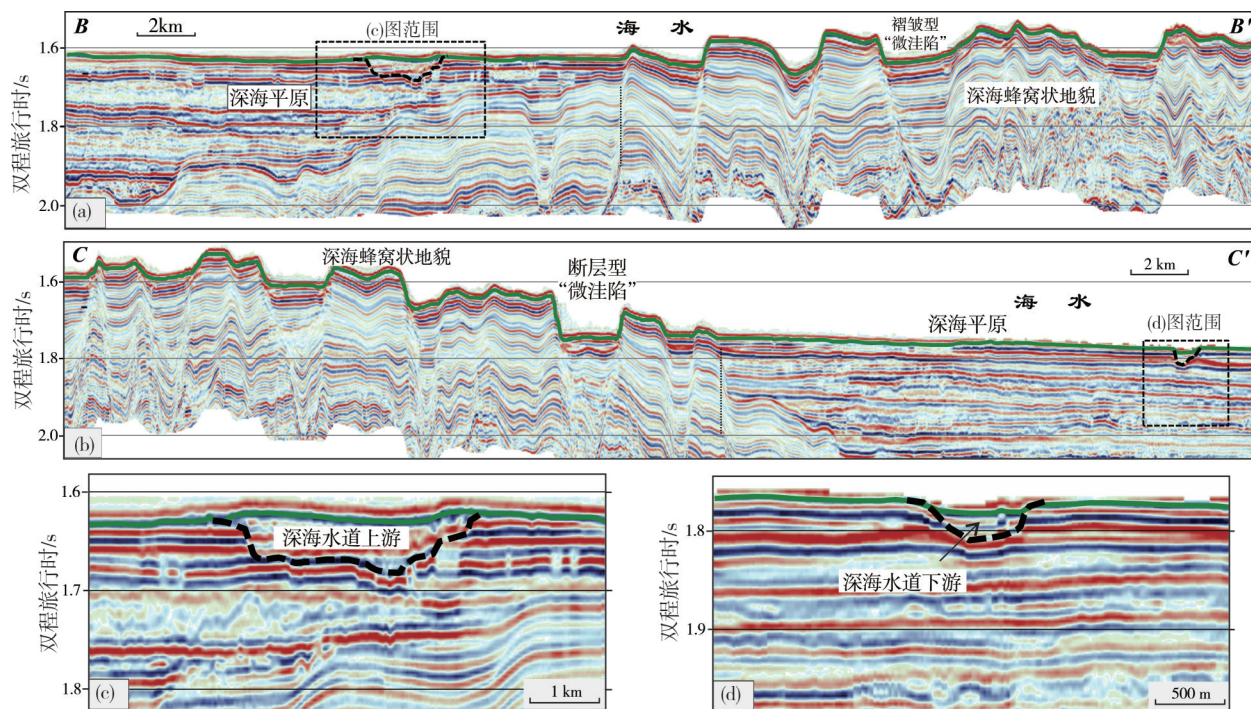 B
2km
(c)图范围
海 水
褶皱型
“微洼陷”
B'
1.6
深海平原
深海蜂窝状地貌
1.8
双程旅行时/s
2.0
(a)
C
深海蜂窝状地貌
断层型
“微洼陷”
2 km
C'
海 水
1.6
深海平原
(d)图范围
1.8
双程旅行时/s
2.0
(b)
1.6
深海水道上游
1.7
双程旅行时/s
1.8
(c)
1 km
1.8
深海水道下游
双程旅行时/s
1.9
(d)
500 m